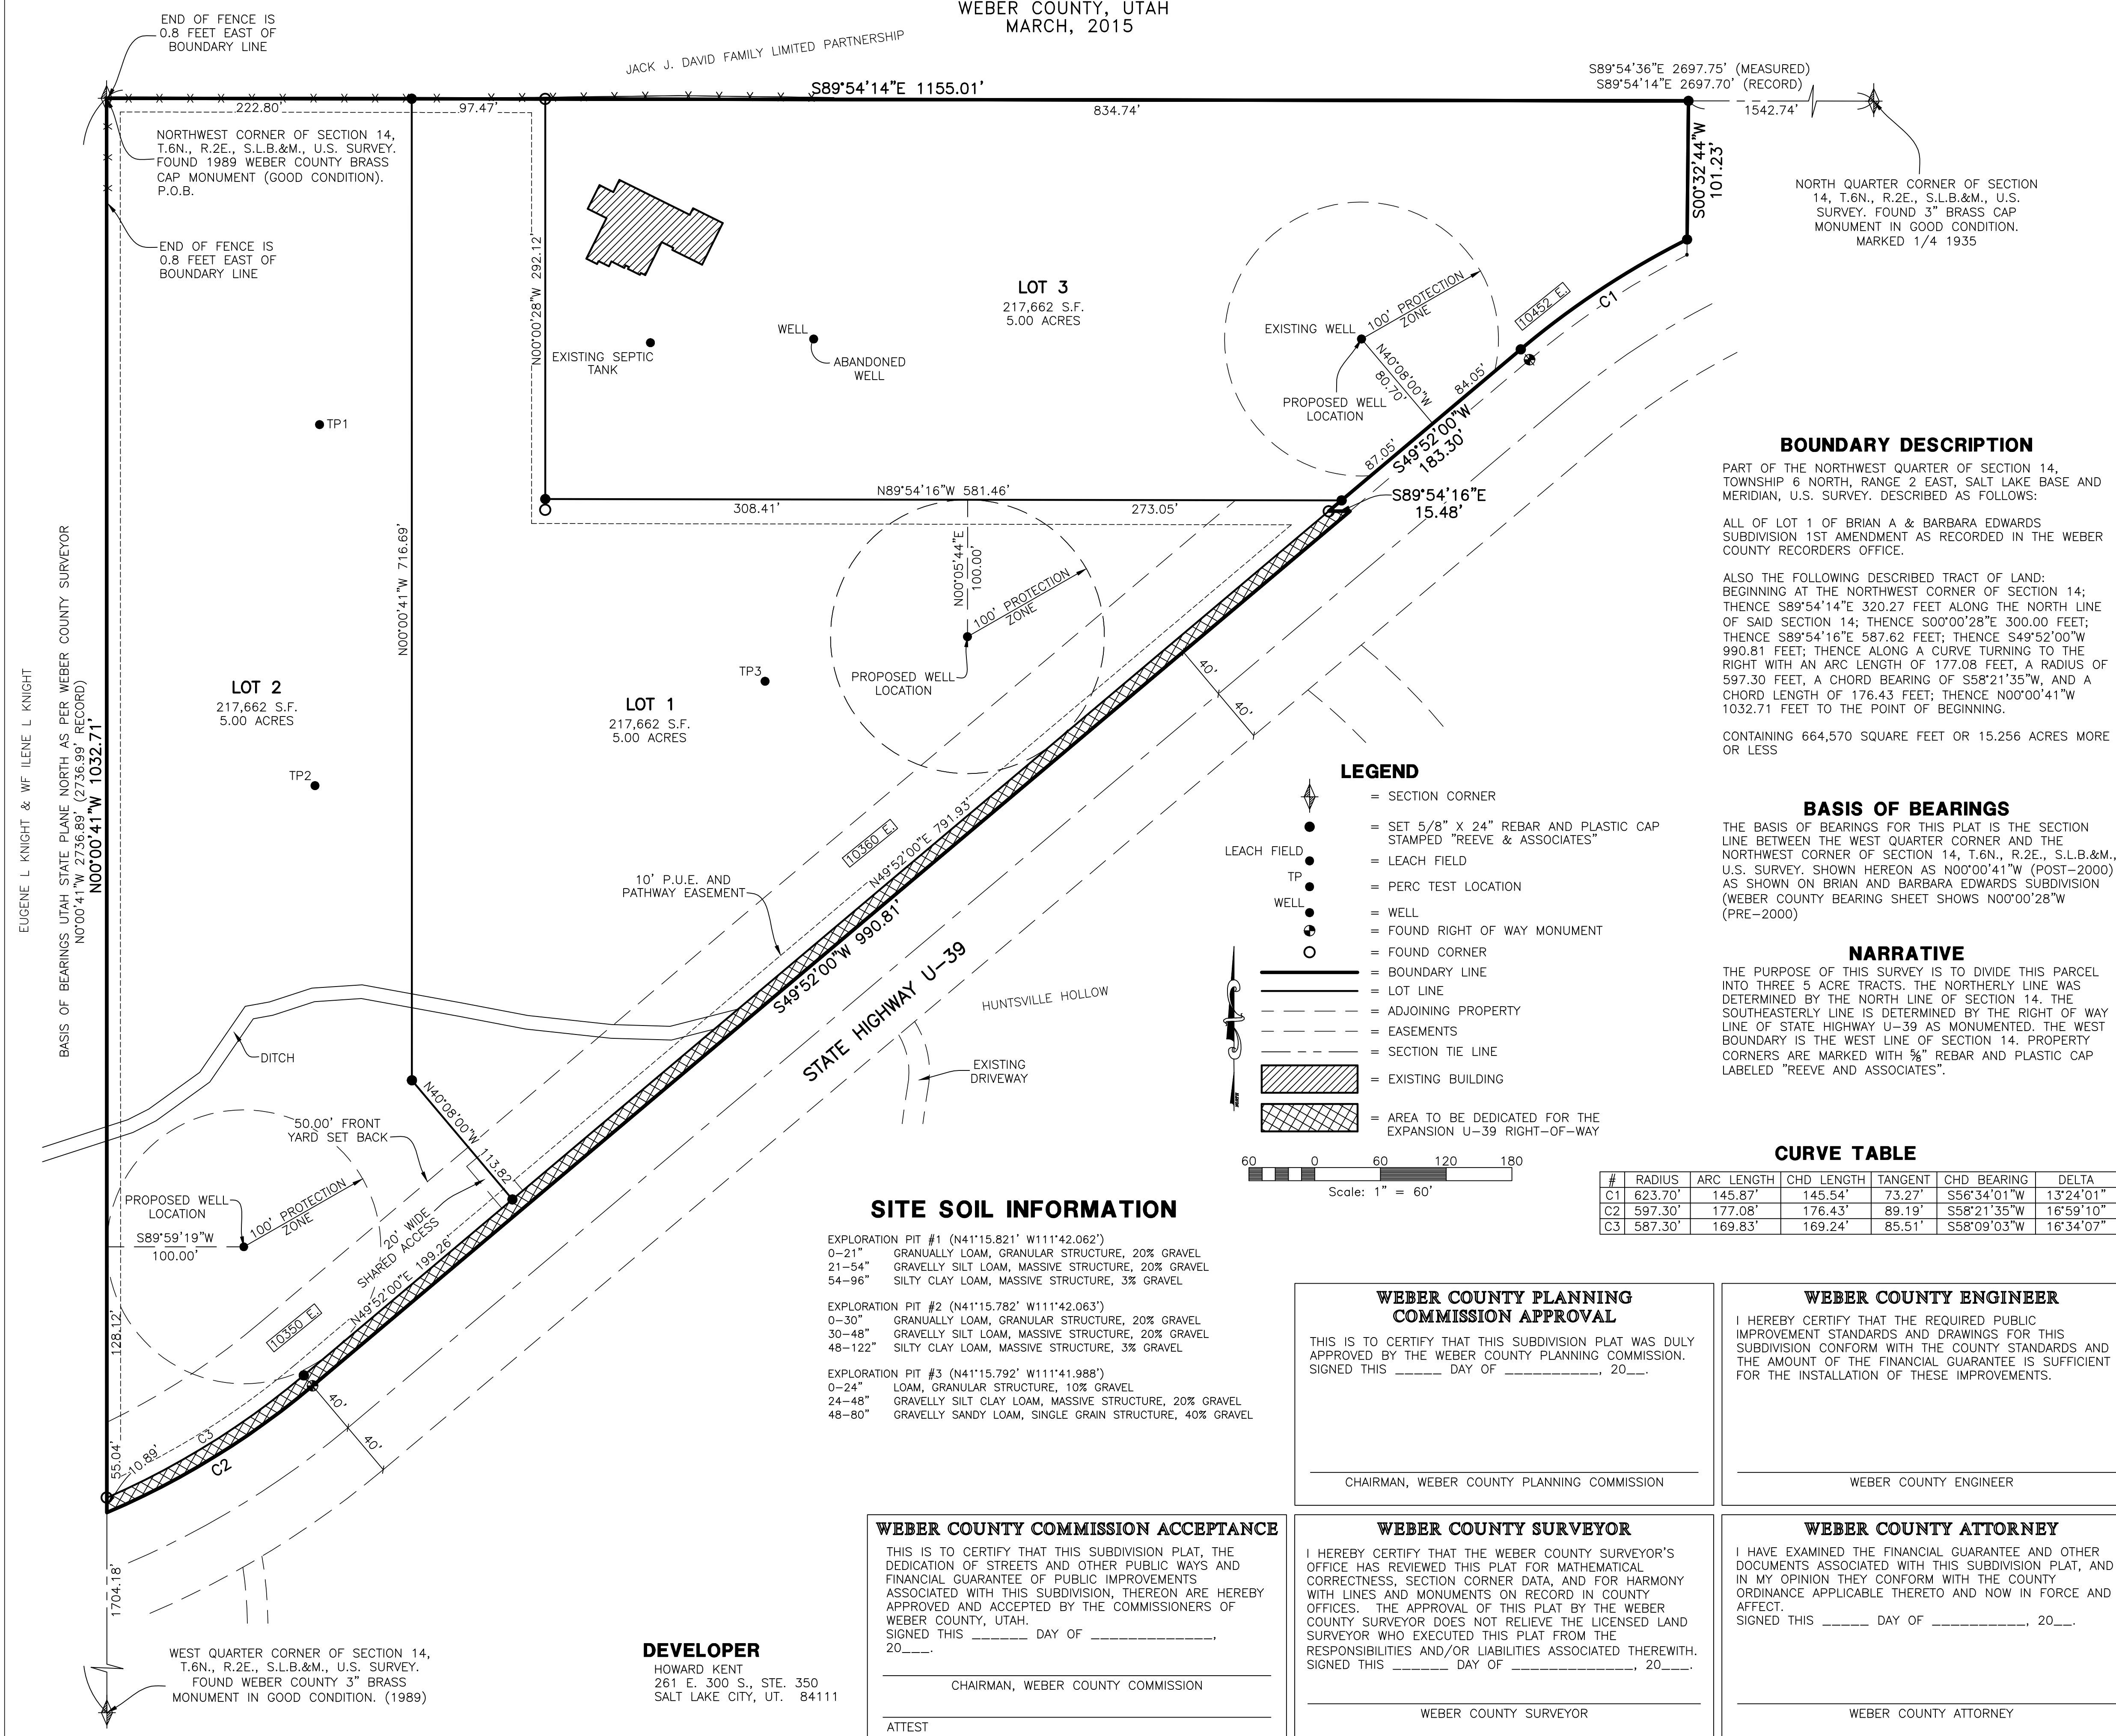 WEBER COUNTY, UTAH
MARCH, 2015
END OF FENCE IS
0.8 FEET EAST OF
BOUNDARY LINE
JACK J. DAVID FAMILY LIMITED PARTNERSHIP
S89°54'14"E 1155.01'
S89°54'36"E 2697.75' (MEASURED)
S89°54'14"E 2697.70' (RECORD)
222.80'
97.47'
834.74'
1542.74'
NORTHWEST CORNER OF SECTION 14,
T.6N., R.2E., S.L.B.&M., U.S. SURVEY.
FOUND 1989 WEBER COUNTY BRASS
CAP MONUMENT (GOOD CONDITION).
P.O.B.
END OF FENCE IS
0.8 FEET EAST OF
BOUNDARY LINE
S00°32'44"W
101.23'
NORTH QUARTER CORNER OF SECTION
14, T.6N., R.2E., S.L.B.&M., U.S.
SURVEY. FOUND 3" BRASS CAP
MONUMENT IN GOOD CONDITION.
MARKED 1/4 1935
N00°00'28"W 292.12'
LOT 3
217,662 S.F.
5.00 ACRES
EXISTING SEPTIC
TANK
WELL
ABANDONED
WELL
EXISTING WELL
100' PROTECTION
ZONE
PROPOSED WELL
LOCATION
N40°08'00"W
80.70'
10452 E.
C1
84.05'
87.05'
S49°52'00"W
183.30'
S89°54'16"E
15.48'
TP1
N89°54'16"W 581.46'
308.41'
273.05'
N00°05'44"E
100.00'
100' PROTECTION
ZONE
PROPOSED WELL
LOCATION
N00°00'41"W 716.69'
TP3
LOT 2
217,662 S.F.
5.00 ACRES
LOT 1
217,662 S.F.
5.00 ACRES
TP2
EUGENE L KNIGHT & WF ILENE L KNIGHT
BASIS OF BEARINGS UTAH STATE PLANE NORTH AS PER WEBER COUNTY SURVEYOR
N0°00'41"W 2736.89' (2736.99' RECORD)
N00°00'41"W 1032.71'
40'
40'
10360 E.
N49°52'00"E 791.93'
10' P.U.E. AND
PATHWAY EASEMENT
S49°52'00"W 990.81'
STATE HIGHWAY U-39
HUNTSVILLE HOLLOW
EXISTING
DRIVEWAY
DITCH
N40°08'00"W
113.82'
50.00' FRONT
YARD SET BACK
PROPOSED WELL
LOCATION
100' PROTECTION
ZONE
S89°59'19"W
100.00'
20' WIDE
SHARED ACCESS
N49°52'00"E 199.26'
10350 E.
128.12'
40'
40'
55.04'
10.89'
C3
C2
1704.18'
WEST QUARTER CORNER OF SECTION 14,
T.6N., R.2E., S.L.B.&M., U.S. SURVEY.
FOUND WEBER COUNTY 3" BRASS
MONUMENT IN GOOD CONDITION. (1989)
DEVELOPER
HOWARD KENT
261 E. 300 S., STE. 350
SALT LAKE CITY, UT. 84111
BOUNDARY DESCRIPTION
PART OF THE NORTHWEST QUARTER OF SECTION 14,
TOWNSHIP 6 NORTH, RANGE 2 EAST, SALT LAKE BASE AND
MERIDIAN, U.S. SURVEY. DESCRIBED AS FOLLOWS:
ALL OF LOT 1 OF BRIAN A & BARBARA EDWARDS
SUBDIVISION 1ST AMENDMENT AS RECORDED IN THE WEBER
COUNTY RECORDERS OFFICE.
ALSO THE FOLLOWING DESCRIBED TRACT OF LAND:
BEGINNING AT THE NORTHWEST CORNER OF SECTION 14;
THENCE S89°54'14"E 320.27 FEET ALONG THE NORTH LINE
OF SAID SECTION 14; THENCE S00°00'28"E 300.00 FEET;
THENCE S89°54'16"E 587.62 FEET; THENCE S49°52'00"W
990.81 FEET; THENCE ALONG A CURVE TURNING TO THE
RIGHT WITH AN ARC LENGTH OF 177.08 FEET, A RADIUS OF
597.30 FEET, A CHORD BEARING OF S58°21'35"W, AND A
CHORD LENGTH OF 176.43 FEET; THENCE N00°00'41"W
1032.71 FEET TO THE POINT OF BEGINNING.
CONTAINING 664,570 SQUARE FEET OR 15.256 ACRES MORE
OR LESS
BASIS OF BEARINGS
THE BASIS OF BEARINGS FOR THIS PLAT IS THE SECTION
LINE BETWEEN THE WEST QUARTER CORNER AND THE
NORTHWEST CORNER OF SECTION 14, T.6N., R.2E., S.L.B.&M.,
U.S. SURVEY. SHOWN HEREON AS N00°00'41"W (POST-2000)
AS SHOWN ON BRIAN AND BARBARA EDWARDS SUBDIVISION
(WEBER COUNTY BEARING SHEET SHOWS N00°00'28"W
(PRE-2000)
NARRATIVE
THE PURPOSE OF THIS SURVEY IS TO DIVIDE THIS PARCEL
INTO THREE 5 ACRE TRACTS. THE NORTHERLY LINE WAS
DETERMINED BY THE NORTH LINE OF SECTION 14. THE
SOUTHEASTERLY LINE IS DETERMINED BY THE RIGHT OF WAY
LINE OF STATE HIGHWAY U-39 AS MONUMENTED. THE WEST
BOUNDARY IS THE WEST LINE OF SECTION 14. PROPERTY
CORNERS ARE MARKED WITH ⅝" REBAR AND PLASTIC CAP
LABELED "REEVE AND ASSOCIATES".
LEGEND
= SECTION CORNER
= SET 5/8" X 24" REBAR AND PLASTIC CAP
STAMPED "REEVE & ASSOCIATES"
LEACH FIELD
= LEACH FIELD
TP
= PERC TEST LOCATION
WELL
= WELL
= FOUND RIGHT OF WAY MONUMENT
= FOUND CORNER
= BOUNDARY LINE
= LOT LINE
= ADJOINING PROPERTY
= EASEMENTS
= SECTION TIE LINE
= EXISTING BUILDING
= AREA TO BE DEDICATED FOR THE
EXPANSION U-39 RIGHT-OF-WAY
60 0 60 120 180
Scale: 1" = 60'
CURVE TABLE
# RADIUS ARC LENGTH CHD LENGTH TANGENT CHD BEARING DELTA
C1 623.70' 145.87' 145.54' 73.27' S56°34'01"W 13°24'01"
C2 597.30' 177.08' 176.43' 89.19' S58°21'35"W 16°59'10"
C3 587.30' 169.83' 169.24' 85.51' S58°09'03"W 16°34'07"
SITE SOIL INFORMATION
EXPLORATION PIT #1 (N41°15.821' W111°42.062')
0-21" GRANUALLY LOAM, GRANULAR STRUCTURE, 20% GRAVEL
21-54" GRAVELLY SILT LOAM, MASSIVE STRUCTURE, 20% GRAVEL
54-96" SILTY CLAY LOAM, MASSIVE STRUCTURE, 3% GRAVEL
EXPLORATION PIT #2 (N41°15.782' W111°42.063')
0-30" GRANUALLY LOAM, GRANULAR STRUCTURE, 20% GRAVEL
30-48" GRAVELLY SILT LOAM, MASSIVE STRUCTURE, 20% GRAVEL
48-122" SILTY CLAY LOAM, MASSIVE STRUCTURE, 3% GRAVEL
EXPLORATION PIT #3 (N41°15.792' W111°41.988')
0-24" LOAM, GRANULAR STRUCTURE, 10% GRAVEL
24-48" GRAVELLY SILT CLAY LOAM, MASSIVE STRUCTURE, 20% GRAVEL
48-80" GRAVELLY SANDY LOAM, SINGLE GRAIN STRUCTURE, 40% GRAVEL
WEBER COUNTY PLANNING
COMMISSION APPROVAL
THIS IS TO CERTIFY THAT THIS SUBDIVISION PLAT WAS DULY
APPROVED BY THE WEBER COUNTY PLANNING COMMISSION.
SIGNED THIS _____ DAY OF __________, 20__.
CHAIRMAN, WEBER COUNTY PLANNING COMMISSION
WEBER COUNTY ENGINEER
I HEREBY CERTIFY THAT THE REQUIRED PUBLIC
IMPROVEMENT STANDARDS AND DRAWINGS FOR THIS
SUBDIVISION CONFORM WITH THE COUNTY STANDARDS AND
THE AMOUNT OF THE FINANCIAL GUARANTEE IS SUFFICIENT
FOR THE INSTALLATION OF THESE IMPROVEMENTS.
WEBER COUNTY ENGINEER
WEBER COUNTY COMMISSION ACCEPTANCE
THIS IS TO CERTIFY THAT THIS SUBDIVISION PLAT, THE
DEDICATION OF STREETS AND OTHER PUBLIC WAYS AND
FINANCIAL GUARANTEE OF PUBLIC IMPROVEMENTS
ASSOCIATED WITH THIS SUBDIVISION, THEREON ARE HEREBY
APPROVED AND ACCEPTED BY THE COMMISSIONERS OF
WEBER COUNTY, UTAH.
SIGNED THIS ______ DAY OF _____________,
20___.
CHAIRMAN, WEBER COUNTY COMMISSION
ATTEST
WEBER COUNTY SURVEYOR
I HEREBY CERTIFY THAT THE WEBER COUNTY SURVEYOR'S
OFFICE HAS REVIEWED THIS PLAT FOR MATHEMATICAL
CORRECTNESS, SECTION CORNER DATA, AND FOR HARMONY
WITH LINES AND MONUMENTS ON RECORD IN COUNTY
OFFICES. THE APPROVAL OF THIS PLAT BY THE WEBER
COUNTY SURVEYOR DOES NOT RELIEVE THE LICENSED LAND
SURVEYOR WHO EXECUTED THIS PLAT FROM THE
RESPONSIBILITIES AND/OR LIABILITIES ASSOCIATED THEREWITH.
SIGNED THIS ______ DAY OF _____________, 20___.
WEBER COUNTY SURVEYOR
WEBER COUNTY ATTORNEY
I HAVE EXAMINED THE FINANCIAL GUARANTEE AND OTHER
DOCUMENTS ASSOCIATED WITH THIS SUBDIVISION PLAT, AND
IN MY OPINION THEY CONFORM WITH THE COUNTY
ORDINANCE APPLICABLE THERETO AND NOW IN FORCE AND
AFFECT.
SIGNED THIS _____ DAY OF __________, 20__.
WEBER COUNTY ATTORNEY